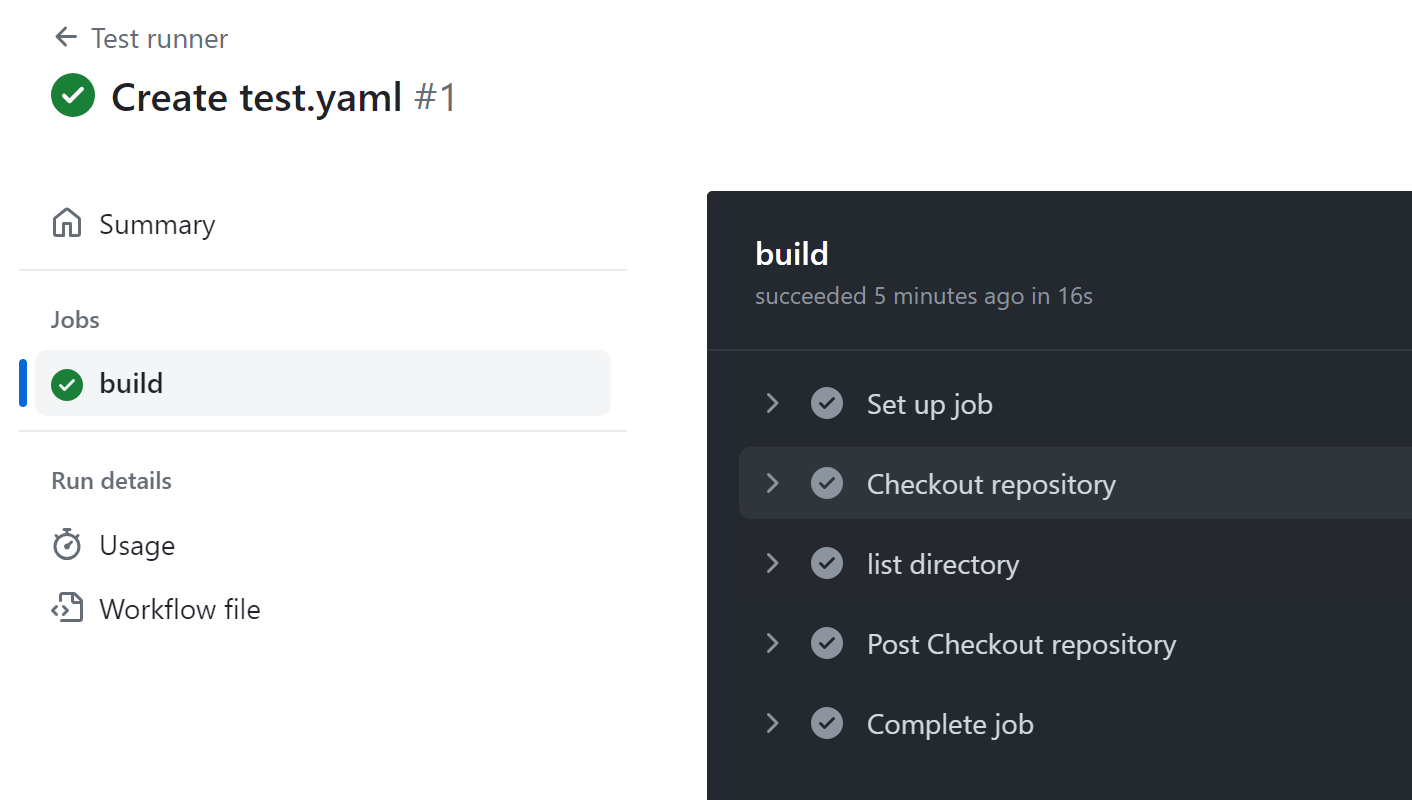 Test runner
Create test.yaml #1
Summary
Jobs
build
Run details
Usage
Workflow file
build
succeeded 5 minutes ago in 16s
Set up job
Checkout repository
list directory
Post Checkout repository
Complete job